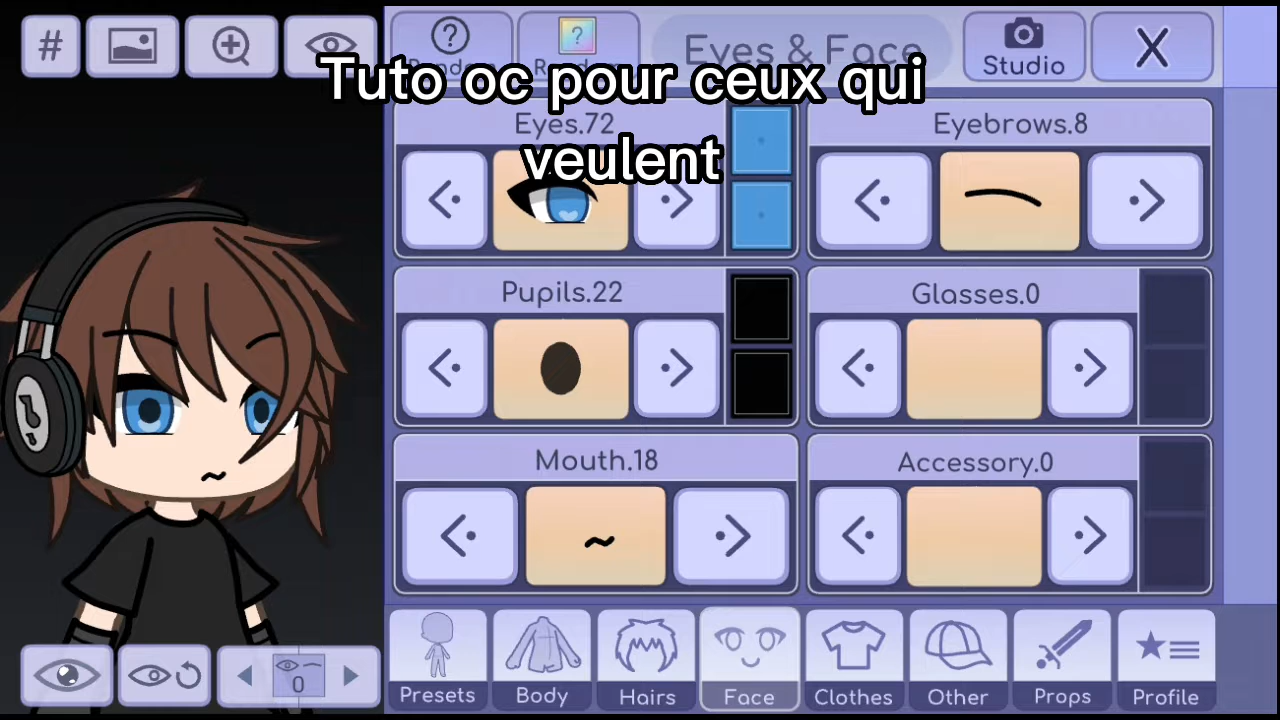 #
?
?
Eyes & Face
Studio
X
Tuto oc pour ceux qui
veulent
Eyes.72
Eyebrows.8
Pupils.22
Glasses.0
Mouth.18
Accessory.0
0
Presets
Body
Hairs
Face
Clothes
Other
Props
Profile